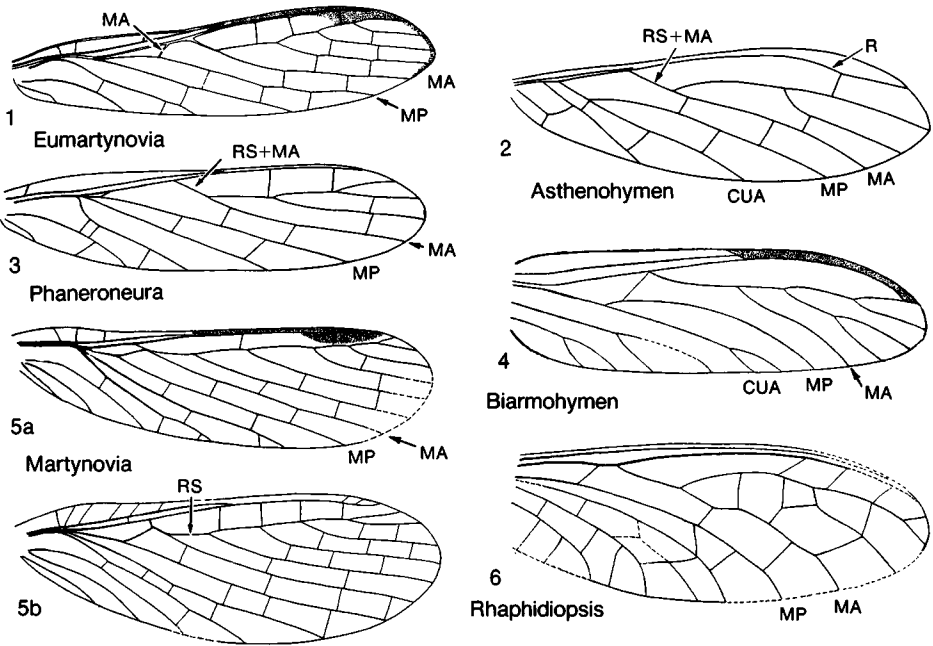 MA
MA
MP
1
Eumartynovia
RS+MA
R
2
Asthenohymen
CUA
MP
MA
RS+MA
3
Phaneroneura
MP
MA
4
Biarmohymen
CUA
MP
MA
5a
Martynovia
MP
MA
RS
5b
6
Rhaphidiopsis
MP
MA